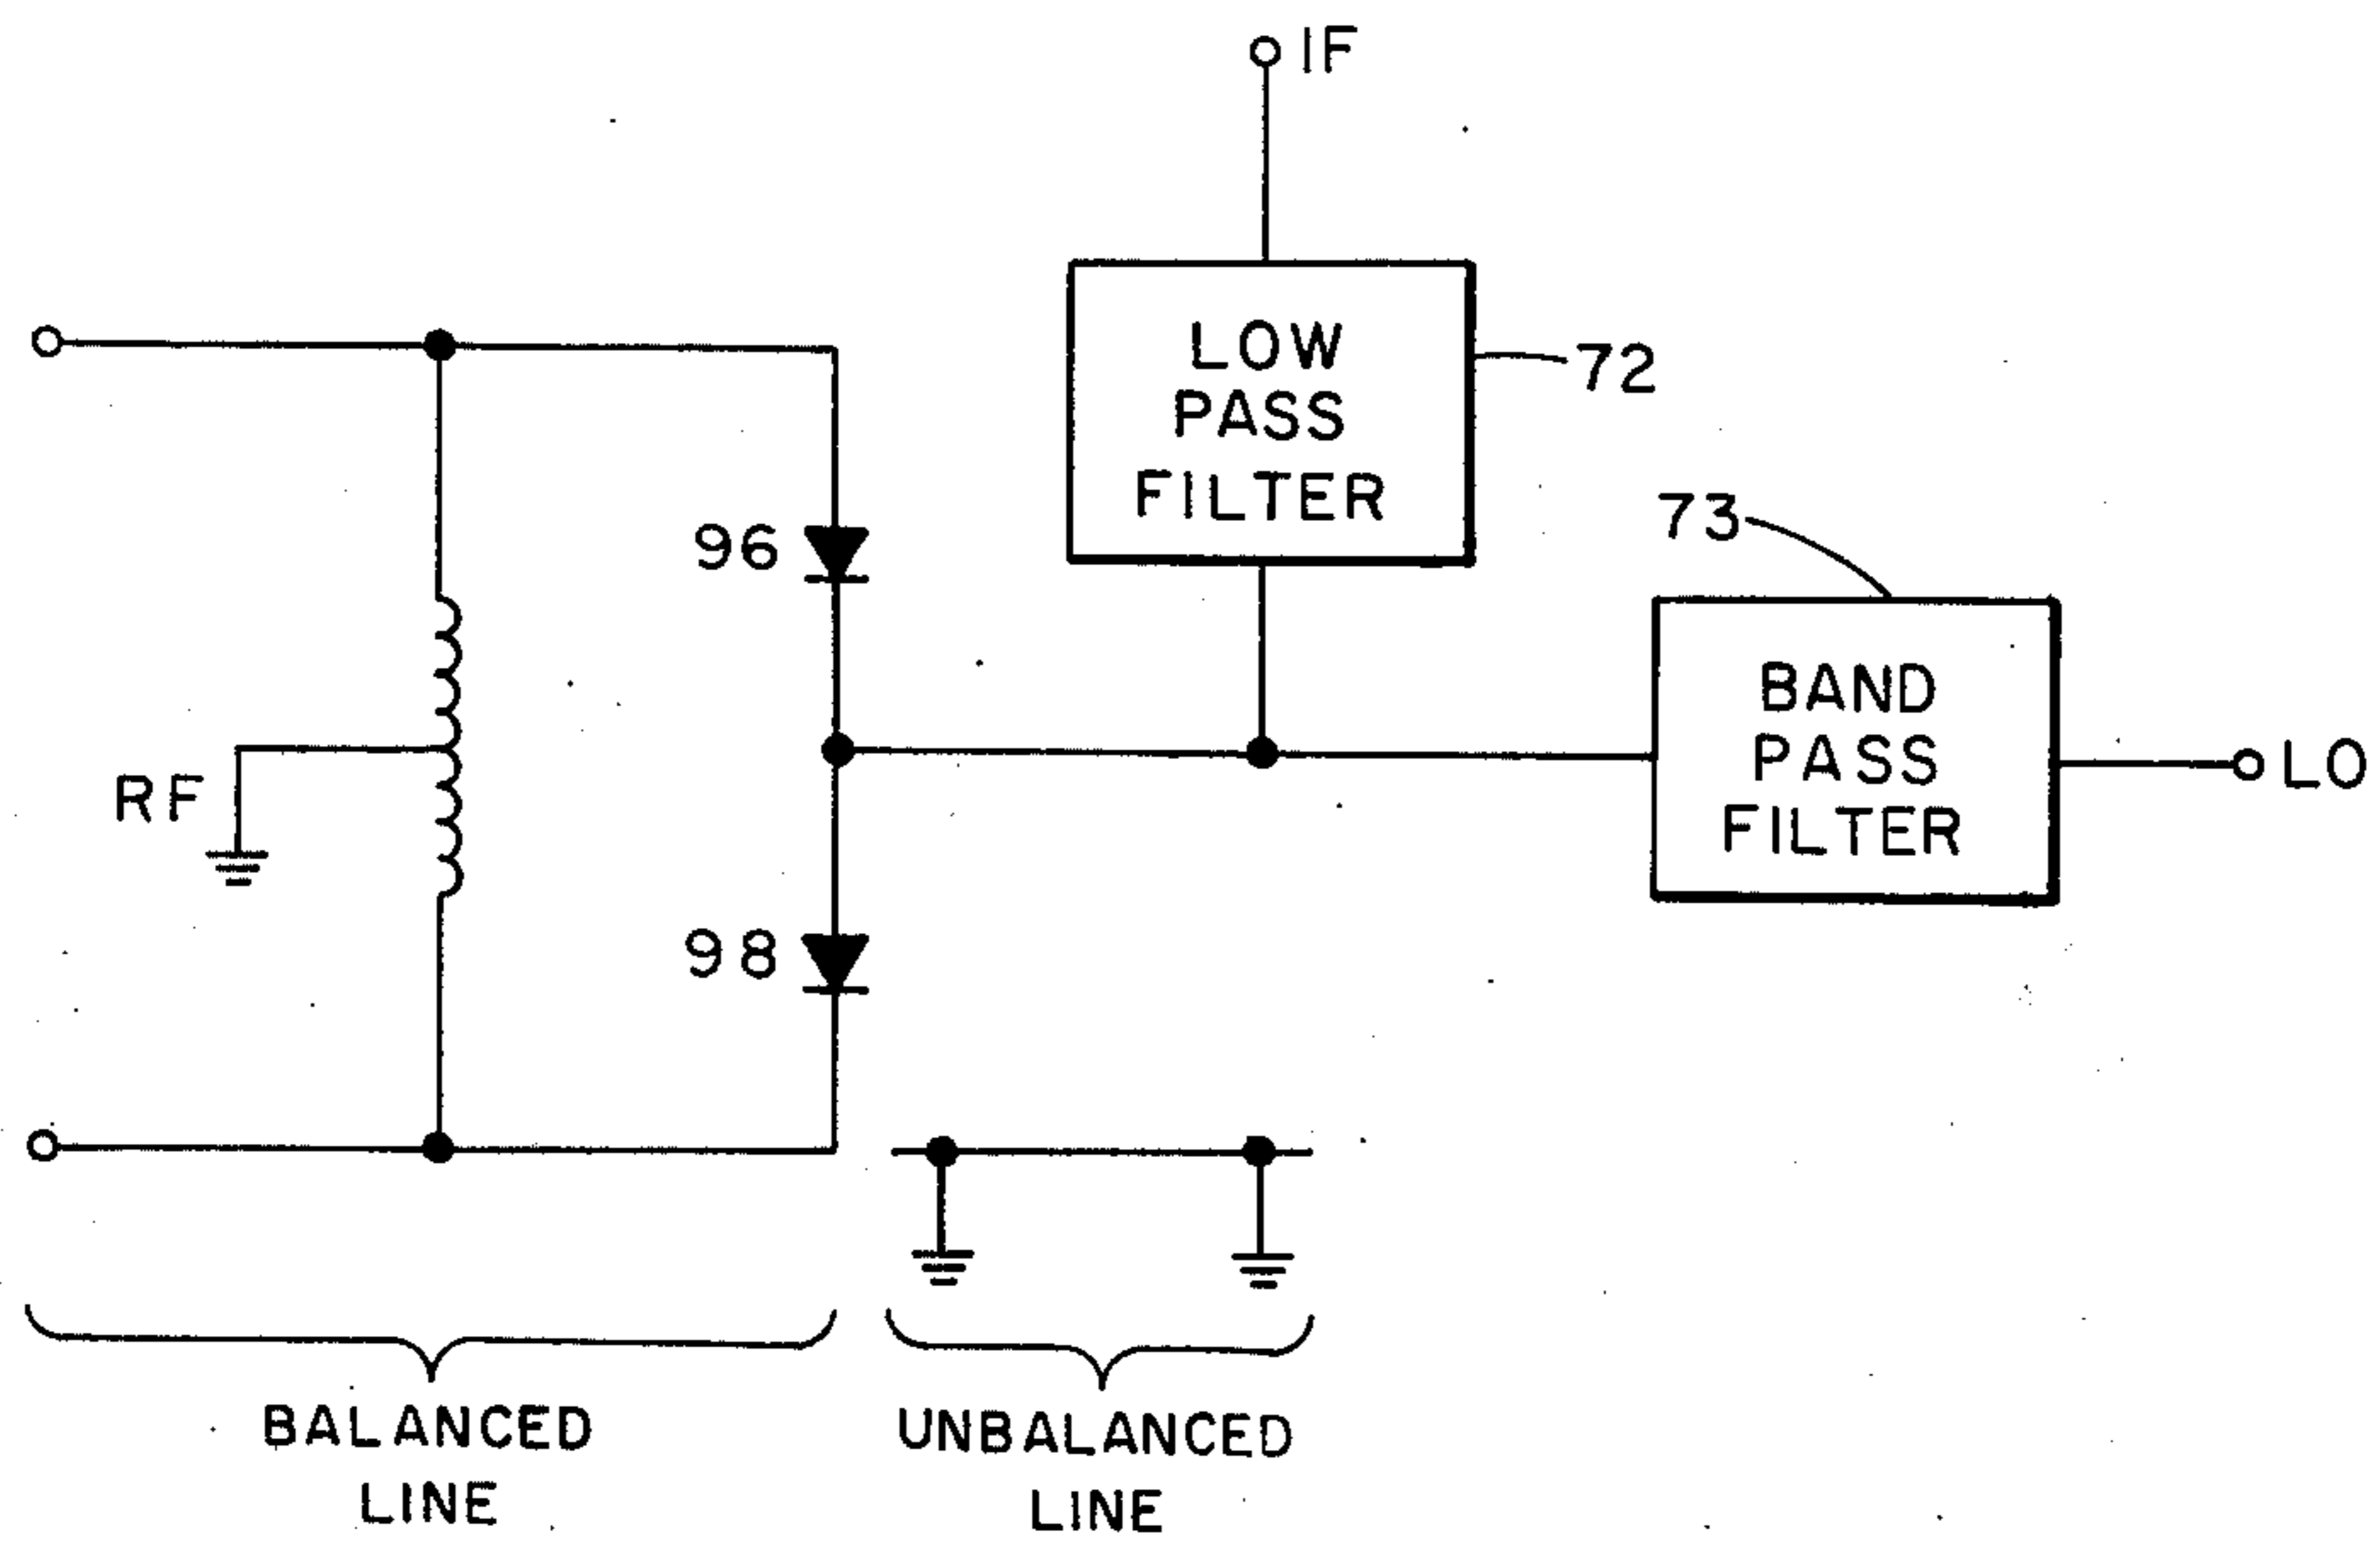 IF
LOW
PASS
FILTER
72
73
96
BAND
PASS
FILTER
LO
RF
98
BALANCED
LINE
UNBALANCED
LINE